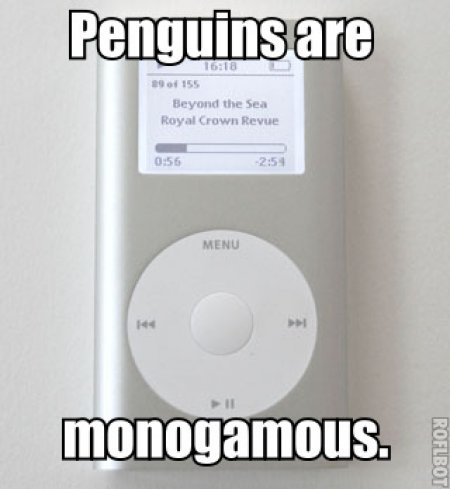 Penguins are
16:18
89 of 155
Beyond the Sea
Royal Crown Revue
0:56 -2:54
MENU
monogamous.
ROFLBOT